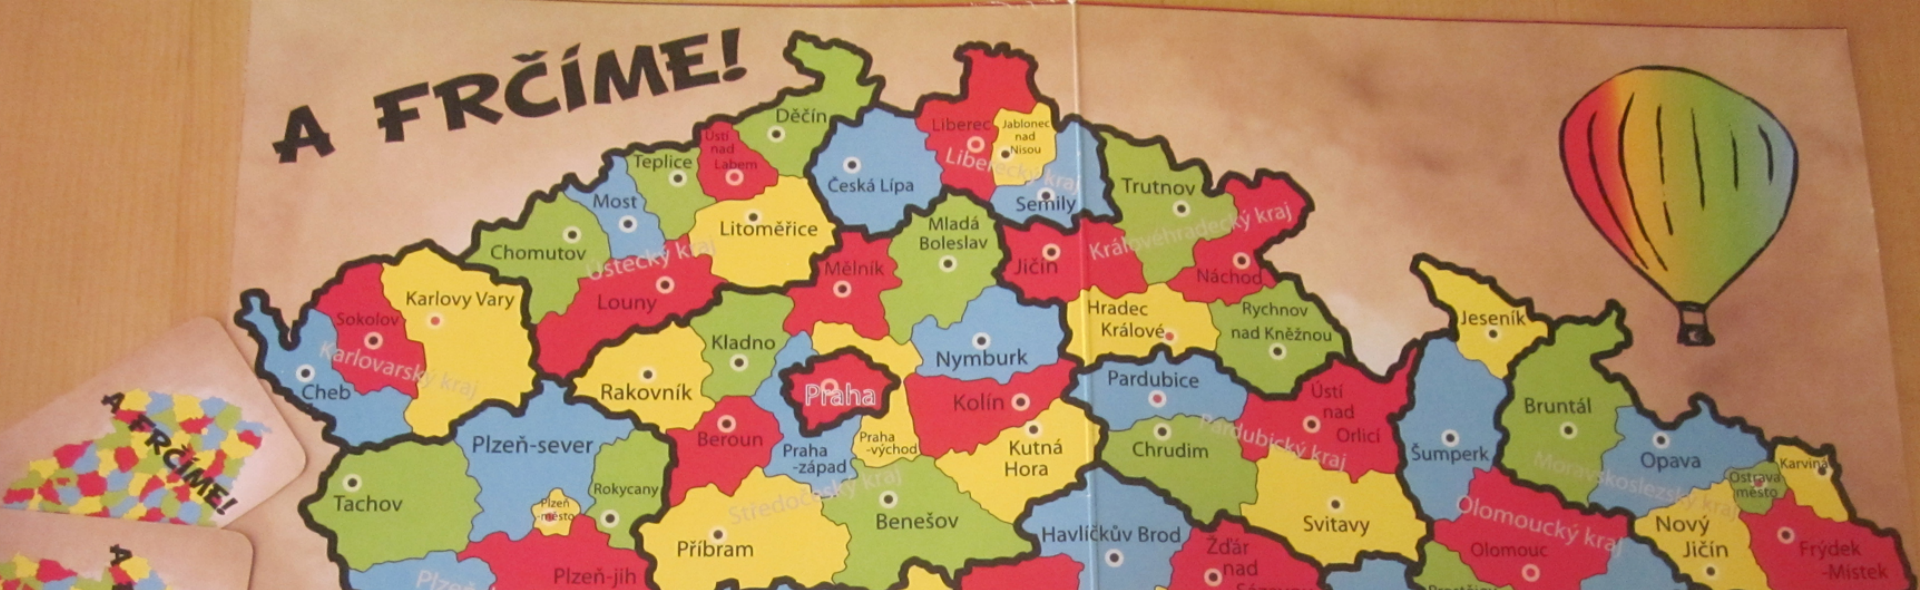 A FRČÍME!
Děčín
Ústí
nad
Labem
Teplice
Most
Chomutov
Litoměřice
Ústecký kraj
Louny
Česká Lípa
Liberec
Jablonec
nad
Nisou
Liberecký kraj
Semily
Trutnov
Královéhradecký kraj
Náchod
Jičín
Mladá
Boleslav
Mělník
Hradec
Králové
Rychnov
nad Kněžnou
Karlovy Vary
Sokolov
Karlovarský kraj
Cheb
Rakovník
Kladno
Praha
Nymburk
Kolín
Beroun
Praha
-západ
Praha
-východ
Kutná
Hora
Středočeský kraj
Benešov
Příbram
Plzeň-sever
Rokycany
Plzeň
-město
Tachov
Plzeň-jih
Pardubice
Chrudim
Pardubický kraj
Ústí
nad
Orlicí
Svitavy
Havlíčkův Brod
Žďár
nad
Jeseník
Šumperk
Bruntál
Opava
Moravskoslezský kraj
Ostrava
město
Karviná
Nový
Jičín
Frýdek
-Místek
Olomoucký kraj
Olomouc
A
FRČÍME!
A